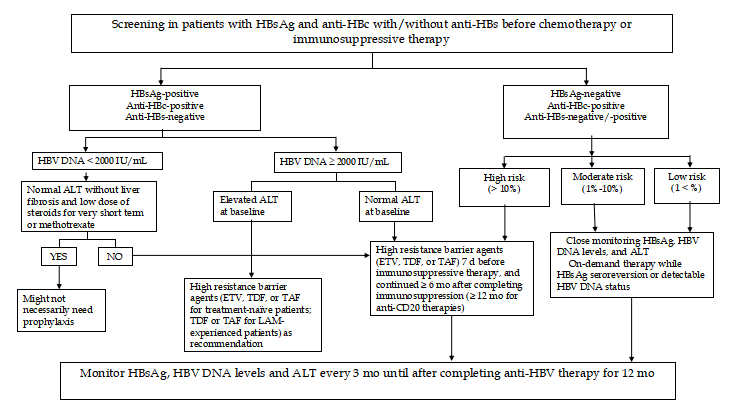 Screening in patients with HBsAg and anti-HBc with/without anti-HBs before chemotherapy or
immunosuppressive therapy
HBsAg-positive
Anti-HBc-positive
Anti-HBs-negative
HBsAg-negative
Anti-HBc-positive
Anti-HBs-negative/-positive
HBV DNA < 2000 IU/mL
HBV DNA ≥ 2000 IU/mL
High risk
(> 10%)
Moderate risk
(1%-10%)
Low risk
(1 < %)
Normal ALT without liver
fibrosis and low dose of
steroids for very short term
or methotrexate
Elevated ALT
at baseline
Normal ALT
at baseline
YES
NO
High resistance barrier agents
(ETV, TDF, or TAF) 7 d before
immunosuppressive therapy, and
continued ≥ 6 mo after completing
immunosuppression (≥ 12 mo for
anti-CD20 therapies)
Close monitoring HBsAg, HBV
DNA levels, and ALT
On-demand therapy while
HBsAg seroreversion or detectable
HBV DNA status
Might not
necessarily need
prophylaxis
High resistance barrier
agents (ETV, TDF, or TAF
for treatment-naïve patients;
TDF or TAF for LAM-
experienced patients) as
recommendation
Monitor HBsAg, HBV DNA levels and ALT every 3 mo until after completing anti-HBV therapy for 12 mo